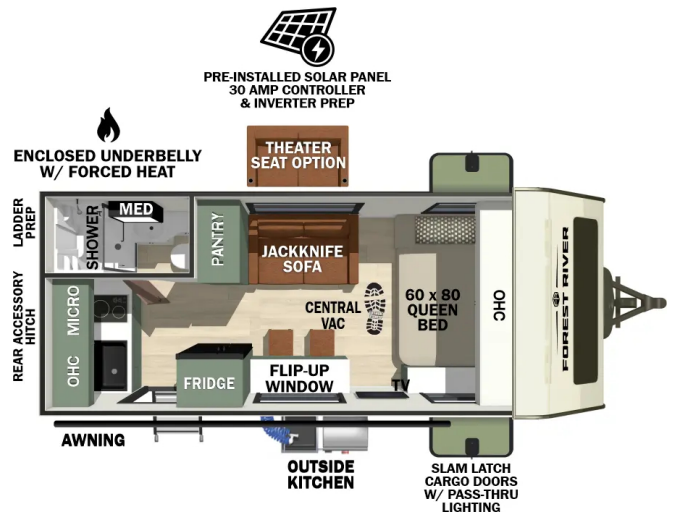 PRE-INSTALLED SOLAR PANEL
30 AMP CONTROLLER
& INVERTER PREP
ENCLOSED UNDERBELLY
W/ FORCED HEAT
THEATER
SEAT OPTION
LADDER
PREP
SHOWER
MED
PANTRY
JACKKNIFE
SOFA
REAR ACCESSORY
HITCH
MICRO
OHC
CENTRAL
VAC
60 x 80
QUEEN
BED
OHC
FOREST RIVER
FRIDGE
FLIP-UP
WINDOW
TV
AWNING
OUTSIDE
KITCHEN
SLAM LATCH
CARGO DOORS
W/ PASS-THRU
LIGHTING